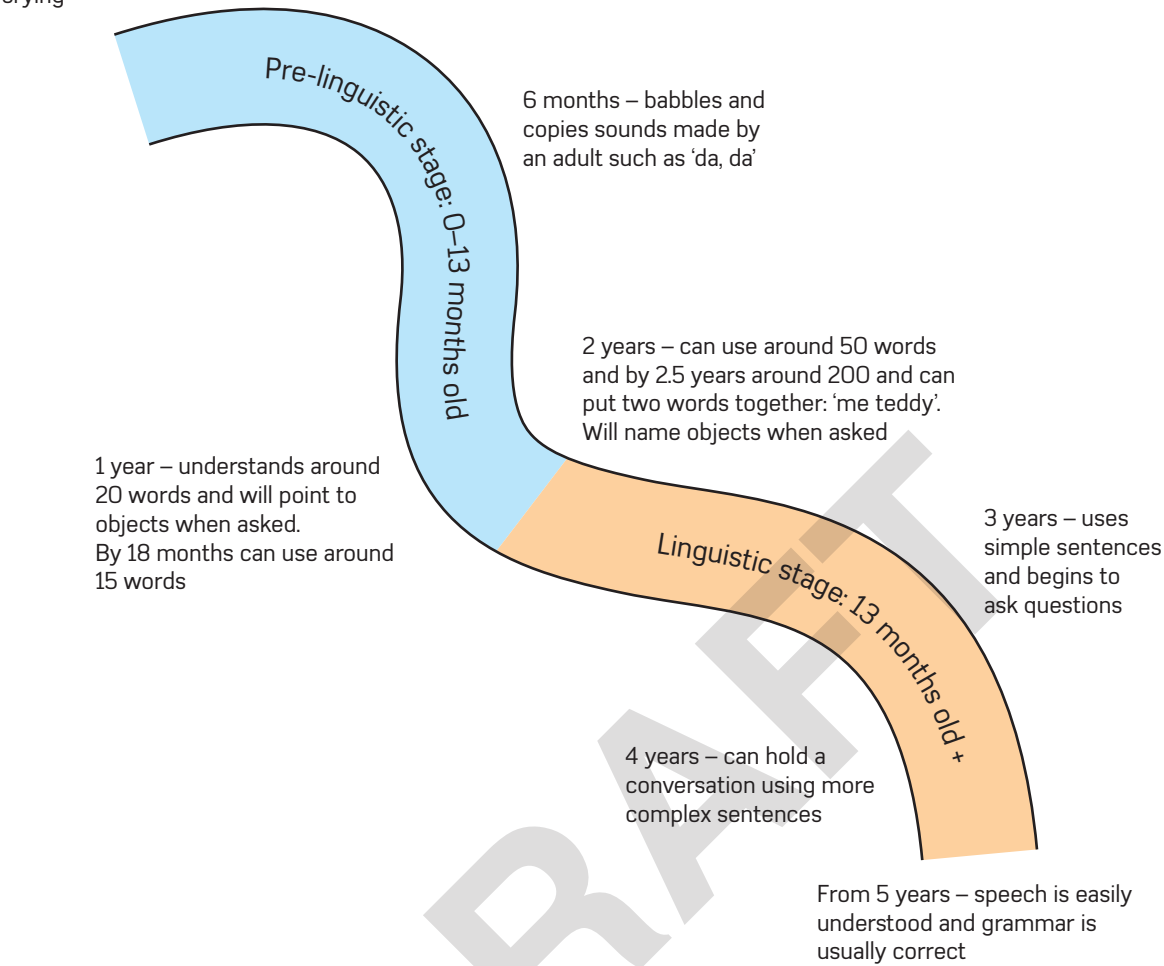 crying
Pre-linguistic stage: 0–13 months old
6 months – babbles and
copies sounds made by
an adult such as ‘da, da’
1 year – understands around
20 words and will point to
objects when asked.
By 18 months can use around
15 words
2 years – can use around 50 words
and by 2.5 years around 200 and can
put two words together: ‘me teddy’.
Will name objects when asked
Linguistic stage: 13 months old +
3 years – uses
simple sentences
and begins to
ask questions
4 years – can hold a
conversation using more
complex sentences
From 5 years – speech is easily
understood and grammar is
usually correct
RAFT